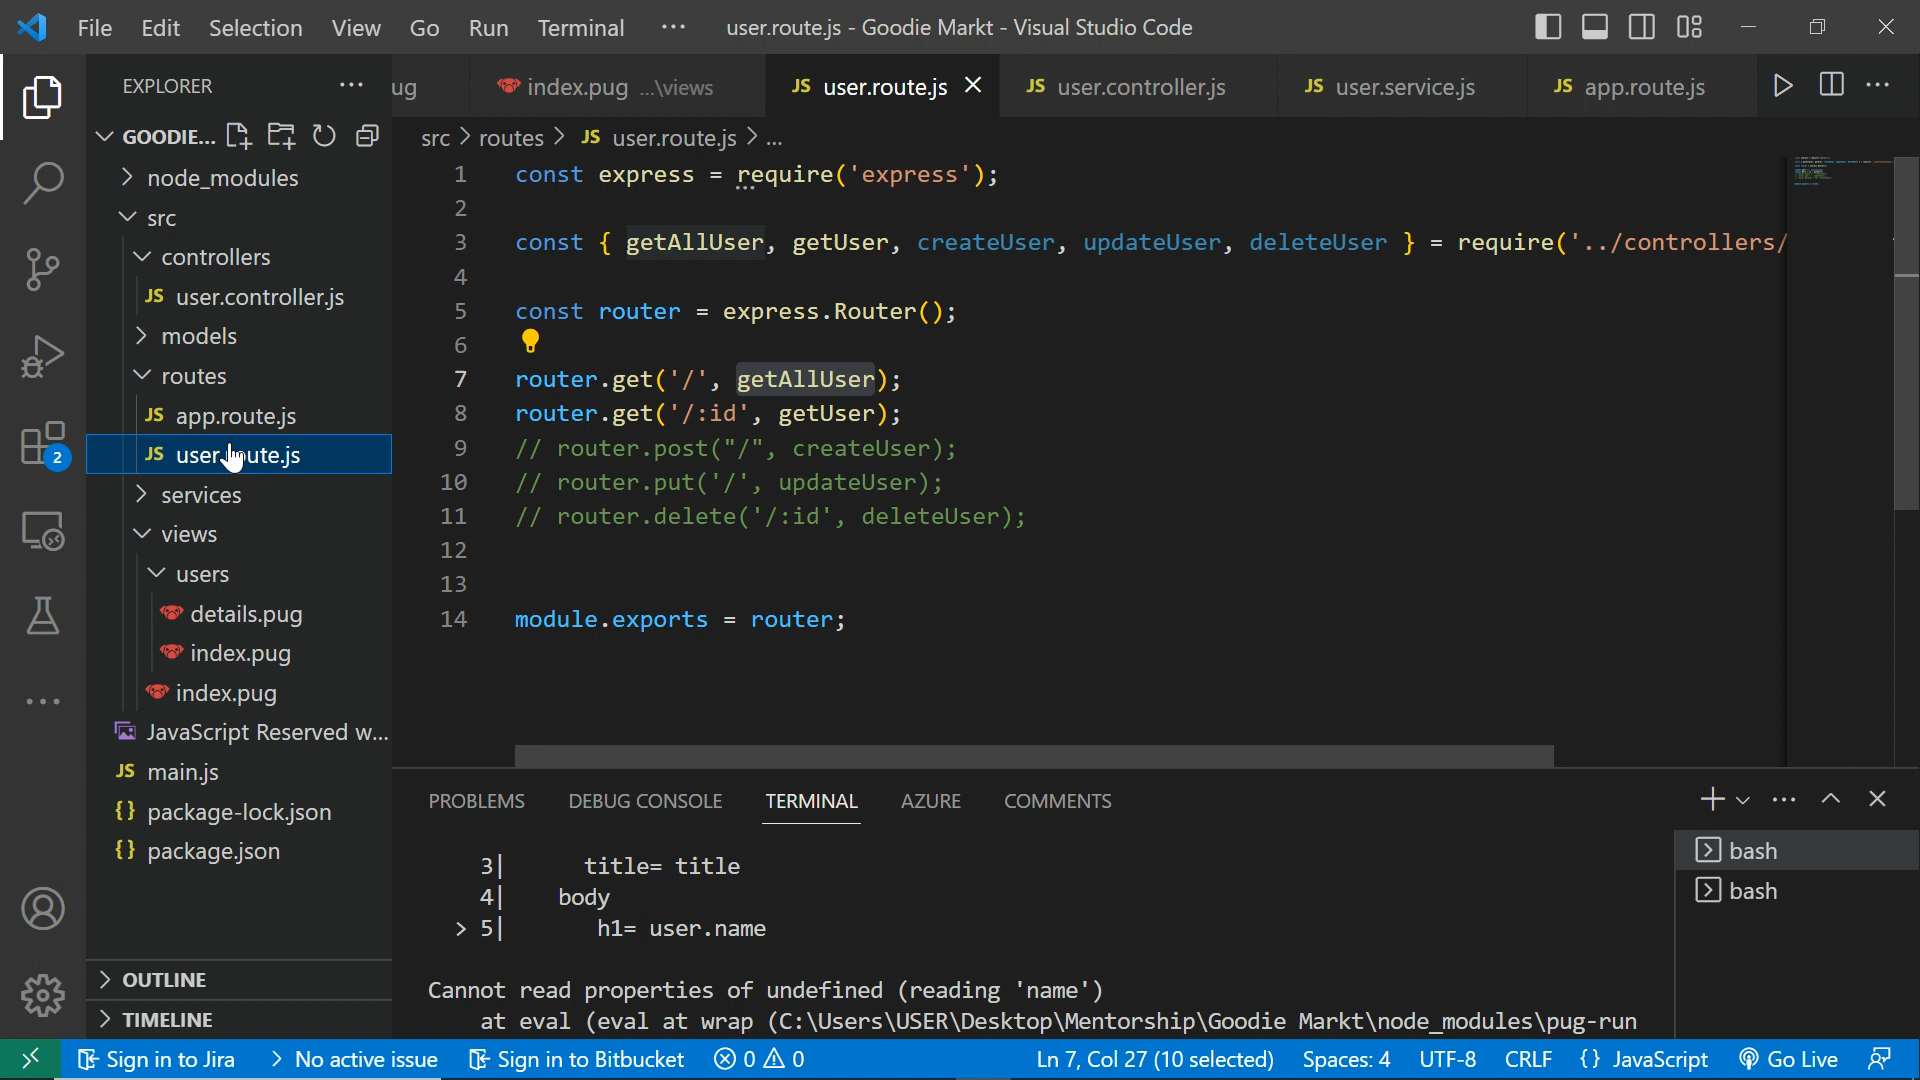 File Edit Selection View Go Run Terminal ··· user.route.js - Goodie Markt - Visual Studio Code
EXPLORER ···
ug index.pug ...\views JS user.route.js JS user.controller.js JS user.service.js JS app.route.js ···
GOODIE...
src > routes > JS user.route.js > ...
node_modules
src
controllers
JS user.controller.js
models
routes
JS app.route.js
JS user.route.js
services
views
users
details.pug
index.pug
index.pug
JavaScript Reserved w...
JS main.js
{} package-lock.json
{} package.json
OUTLINE
TIMELINE
2
1 const express = require('express');
2
3 const { getAllUser, getUser, createUser, updateUser, deleteUser } = require('../controllers/
4
5 const router = express.Router();
6
7 router.get('/', getAllUser);
8 router.get('/:id', getUser);
9 // router.post("/", createUser);
10 // router.put('/', updateUser);
11 // router.delete('/:id', deleteUser);
12
13
14 module.exports = router;
PROBLEMS DEBUG CONSOLE TERMINAL AZURE COMMENTS
3| title= title
4| body
> 5| h1= user.name
Cannot read properties of undefined (reading 'name')
at eval (eval at wrap (C:\Users\USER\Desktop\Mentorship\Goodie Markt\node_modules\pug-run
bash
bash
Sign in to Jira > No active issue Sign in to Bitbucket 0 0 Ln 7, Col 27 (10 selected) Spaces: 4 UTF-8 CRLF {} JavaScript Go Live